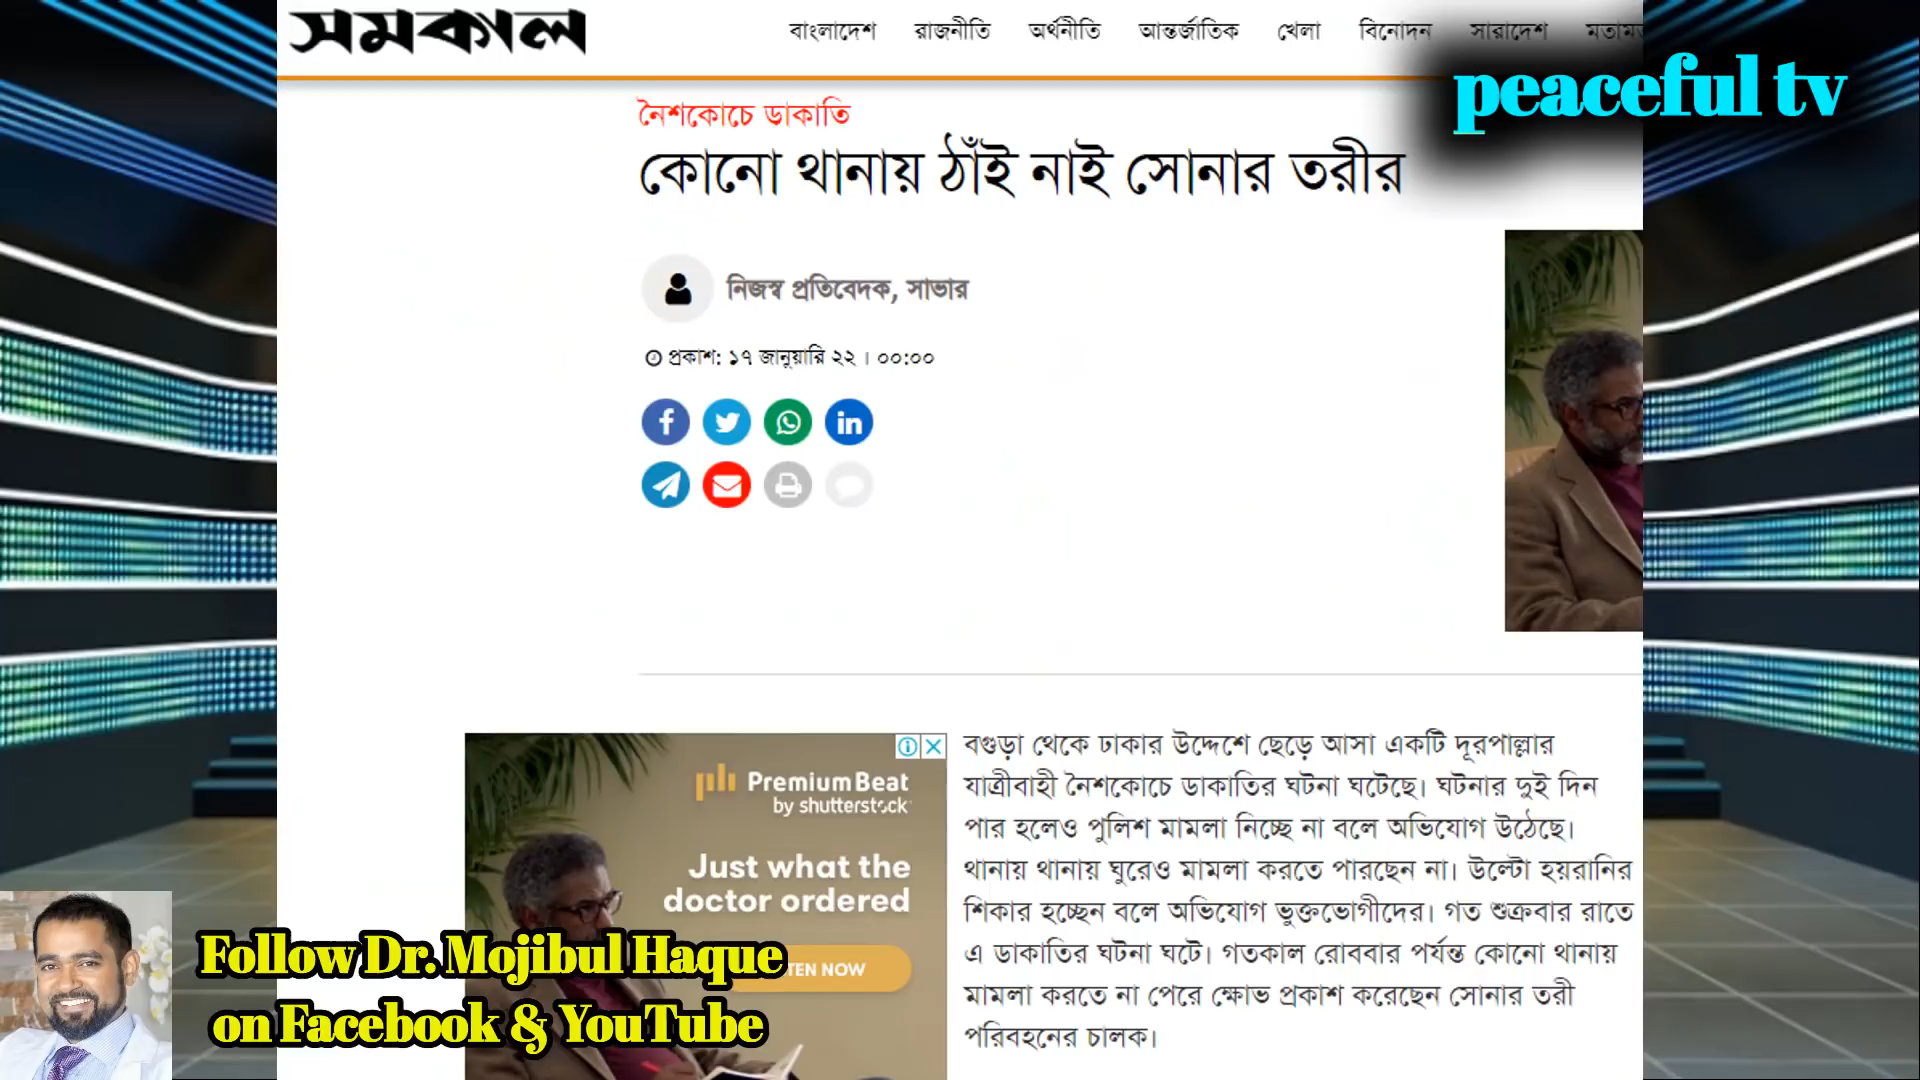 সমকাল
বাংলাদেশ রাজনীতি অর্থনীতি আন্তর্জাতিক খেলা বিনোদন সারাদেশ
peaceful tv
নৈশকোচে ডাকাতি
কোনো থানায় ঠাঁই নাই সোনার তরীর
নিজস্ব প্রতিবেদক, সাভার
প্রকাশ: ১৭ জানুয়ারি ২২ । ০০:০০
বগুড়া থেকে ঢাকার উদ্দেশে ছেড়ে আসা একটি দূরপাল্লার
যাত্রীবাহী নৈশকোচে ডাকাতির ঘটনা ঘটেছে। ঘটনার দুই দিন
পার হলেও পুলিশ মামলা নিচ্ছে না বলে অভিযোগ উঠেছে।
থানায় থানায় ঘুরেও মামলা করতে পারছেন না। উল্টো হয়রানির
শিকার হচ্ছেন বলে অভিযোগ ভুক্তভোগীদের। গত শুক্রবার রাতে
এ ডাকাতির ঘটনা ঘটে। গতকাল রোববার পর্যন্ত কোনো থানায়
মামলা করতে না পেরে ক্ষোভ প্রকাশ করেছেন সোনার তরী
পরিবহনের চালক।
PremiumBeat
by shutterstock
Just what the
doctor ordered
NOW
Follow Dr. Mojibul Haque
on Facebook & YouTube